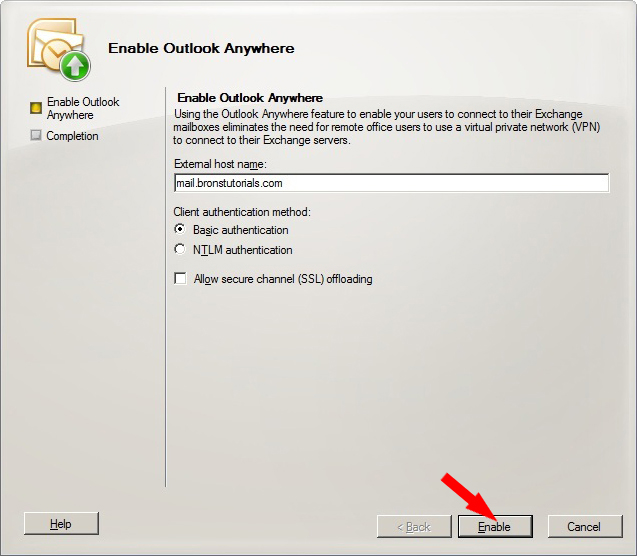 Enable Outlook Anywhere
Enable Outlook
Anywhere
Completion
Enable Outlook Anywhere
Using the Outlook Anywhere feature to enable your users to connect to their Exchange
mailboxes eliminates the need for remote office users to use a virtual private network (VPN)
to connect to their Exchange servers.
External host name:
mail.bronstutorials.com
Client authentication method:
Basic authentication
NTLM authentication
Allow secure channel (SSL) offloading
Help
< Back
Enable
Cancel